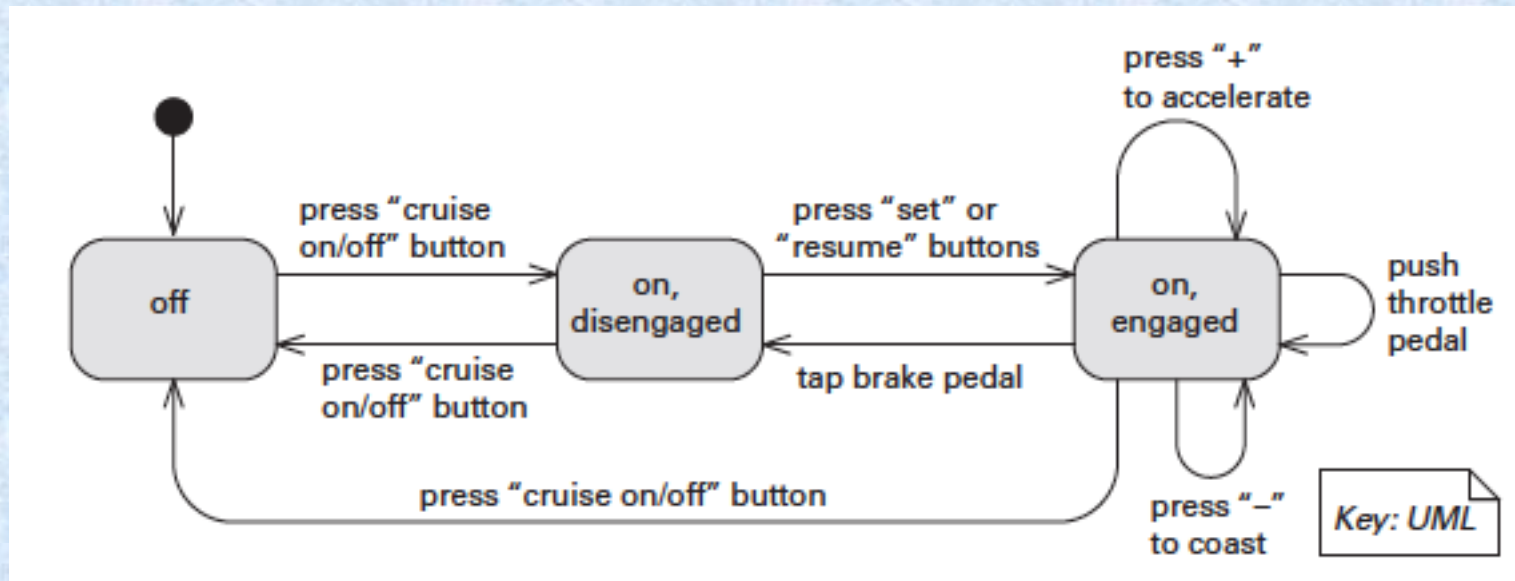 press “+”
to accelerate
press “cruise
on/off” button
press “set” or
“resume” buttons
off
on,
disengaged
on,
engaged
push
throttle
pedal
press “cruise
on/off” button
tap brake pedal
press “cruise on/off” button
press “–”
to coast
Key: UML